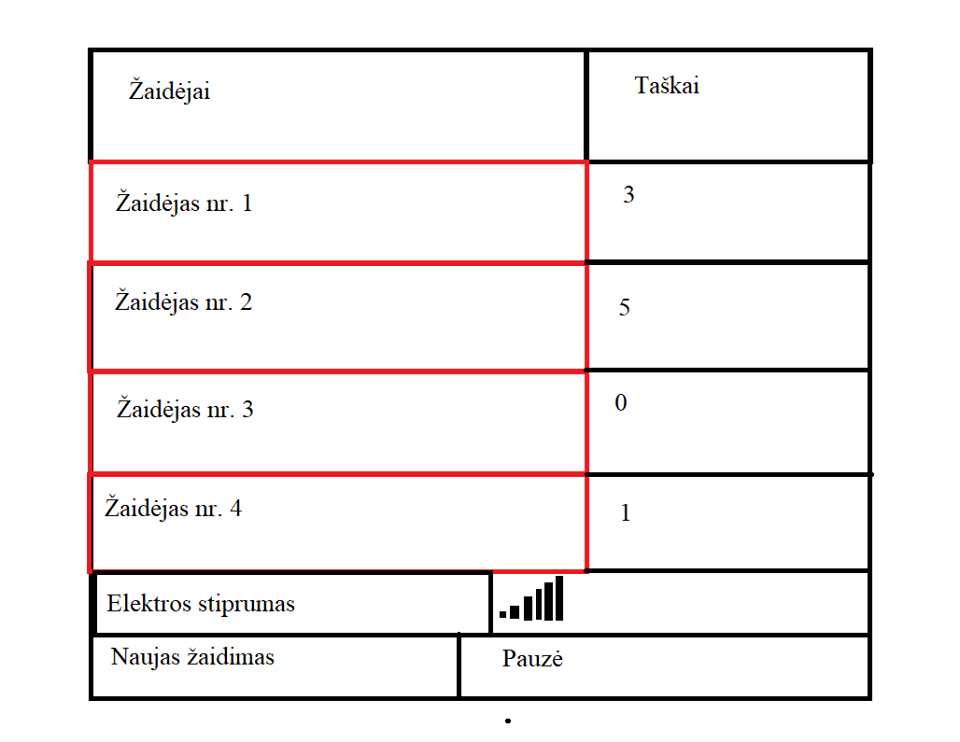 Žaidėjai
Taškai
Žaidėjas nr. 1
3
Žaidėjas nr. 2
5
Žaidėjas nr. 3
0
Žaidėjas nr. 4
1
Elektros stiprumas
Naujas žaidimas
Pauzė